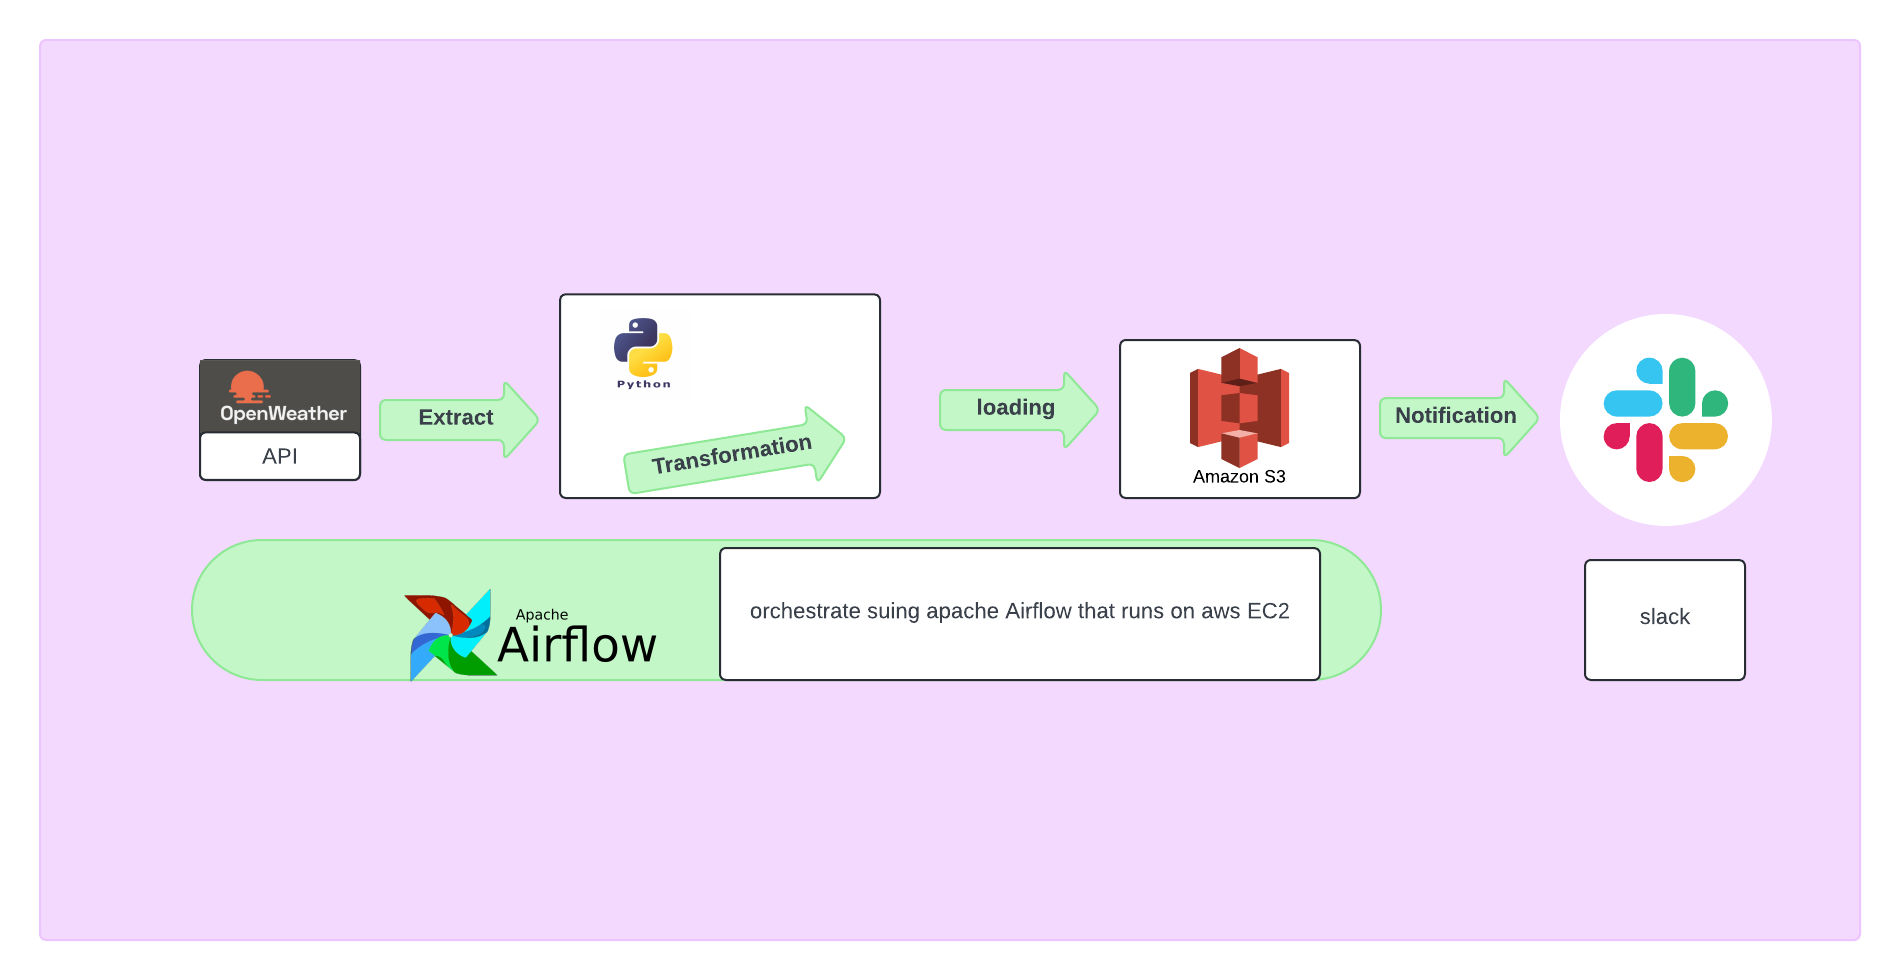 OpenWeather
API
Extract
Python
Transformation
loading
Amazon S3
Notification
Apache
Airflow
orchestrate suing apache Airflow that runs on aws EC2
slack